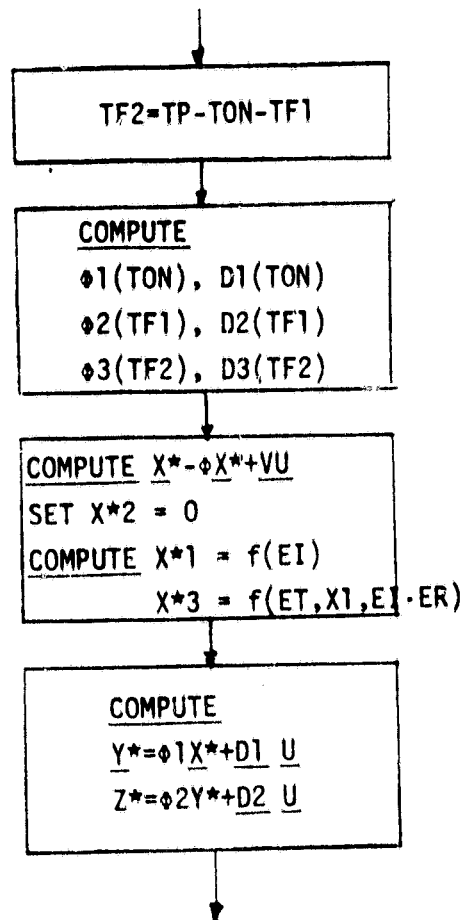 TF2=TP-TON-TF1
COMPUTE
Φ1(TON), D1(TON)
Φ2(TF1), D2(TF1)
Φ3(TF2), D3(TF2)
COMPUTE X*-ΦX*+VU
SET X*2 = 0
COMPUTE X*1 = f(EI)
X*3 = f(ET,X1,EI·ER)
COMPUTE
Y*=Φ1X*+D1 U
Z*=Φ2Y*+D2 U